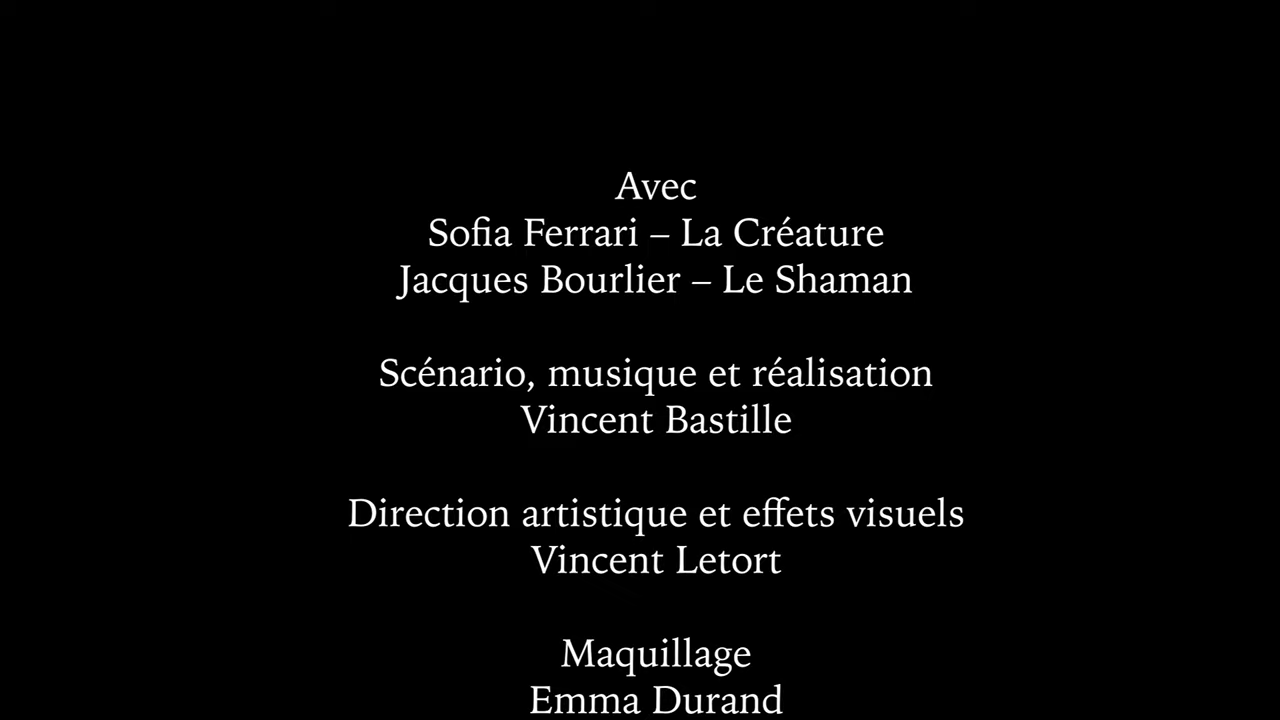 Avec
Sofia Ferrari – La Créature
Jacques Bourlier – Le Shaman
Scénario, musique et réalisation
Vincent Bastille
Direction artistique et effets visuels
Vincent Letort
Maquillage
Emma Durand